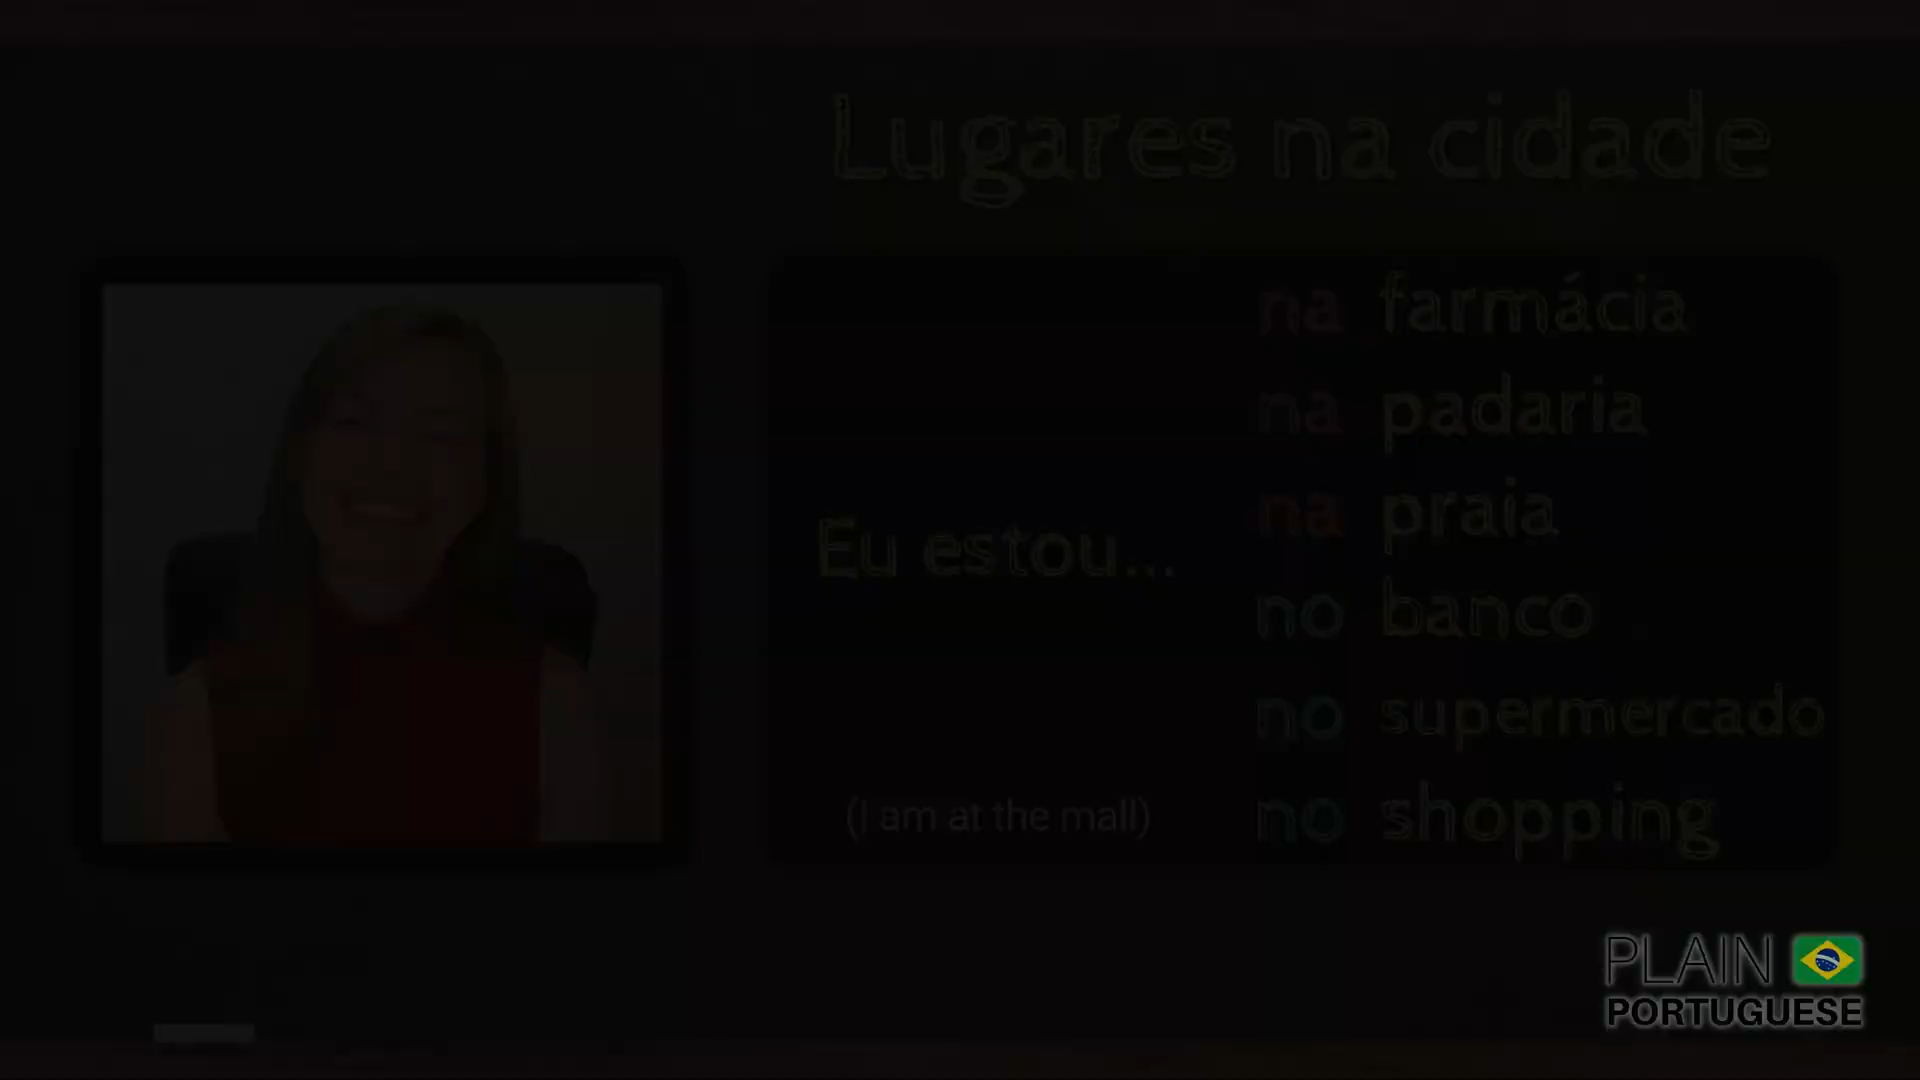 Lugares na cidade
na farmácia
na padaria
na praia
Eu estou...
no banco
no supermercado
(I am at the mall)
no shopping
PLAIN
PORTUGUESE